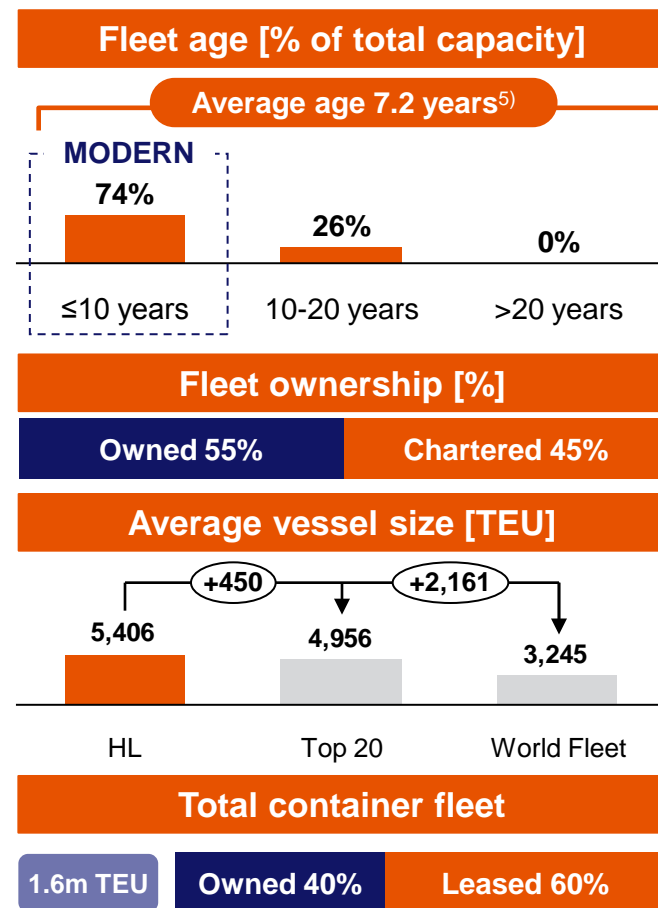 Fleet age [% of total capacity]
Average age 7.2 years5)
MODERN
74%
26%
0%
≤10 years
10-20 years
>20 years
Fleet ownership [%]
Owned 55%
Chartered 45%
Average vessel size [TEU]
+450
+2,161
5,406
4,956
3,245
HL
Top 20
World Fleet
Total container fleet
1.6m TEU
Owned 40%
Leased 60%